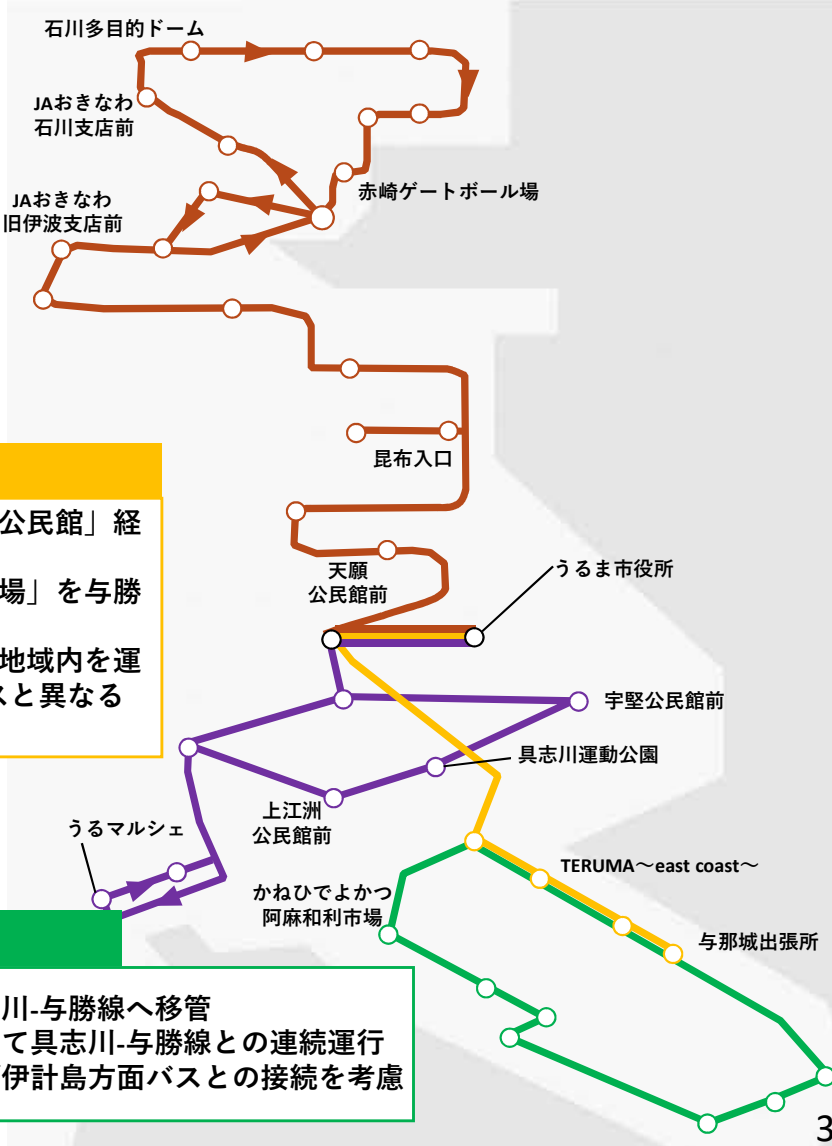 石川多目的ドーム
JAおきなわ
石川支店前
赤崎ゲートボール場
JAおきなわ
旧伊波支店前
昆布入口
公民館」経
場」を与勝
地域内を運
スと異なる
天願
公民館前
うるま市役所
宇堅公民館前
具志川運動公園
上江洲
公民館前
うるマルシェ
TERUMA～east coast～
かねひでよかつ
阿麻和利市場
与那城出張所
川-与勝線へ移管
て具志川-与勝線との連続運行
伊計島方面バスとの接続を考慮
3